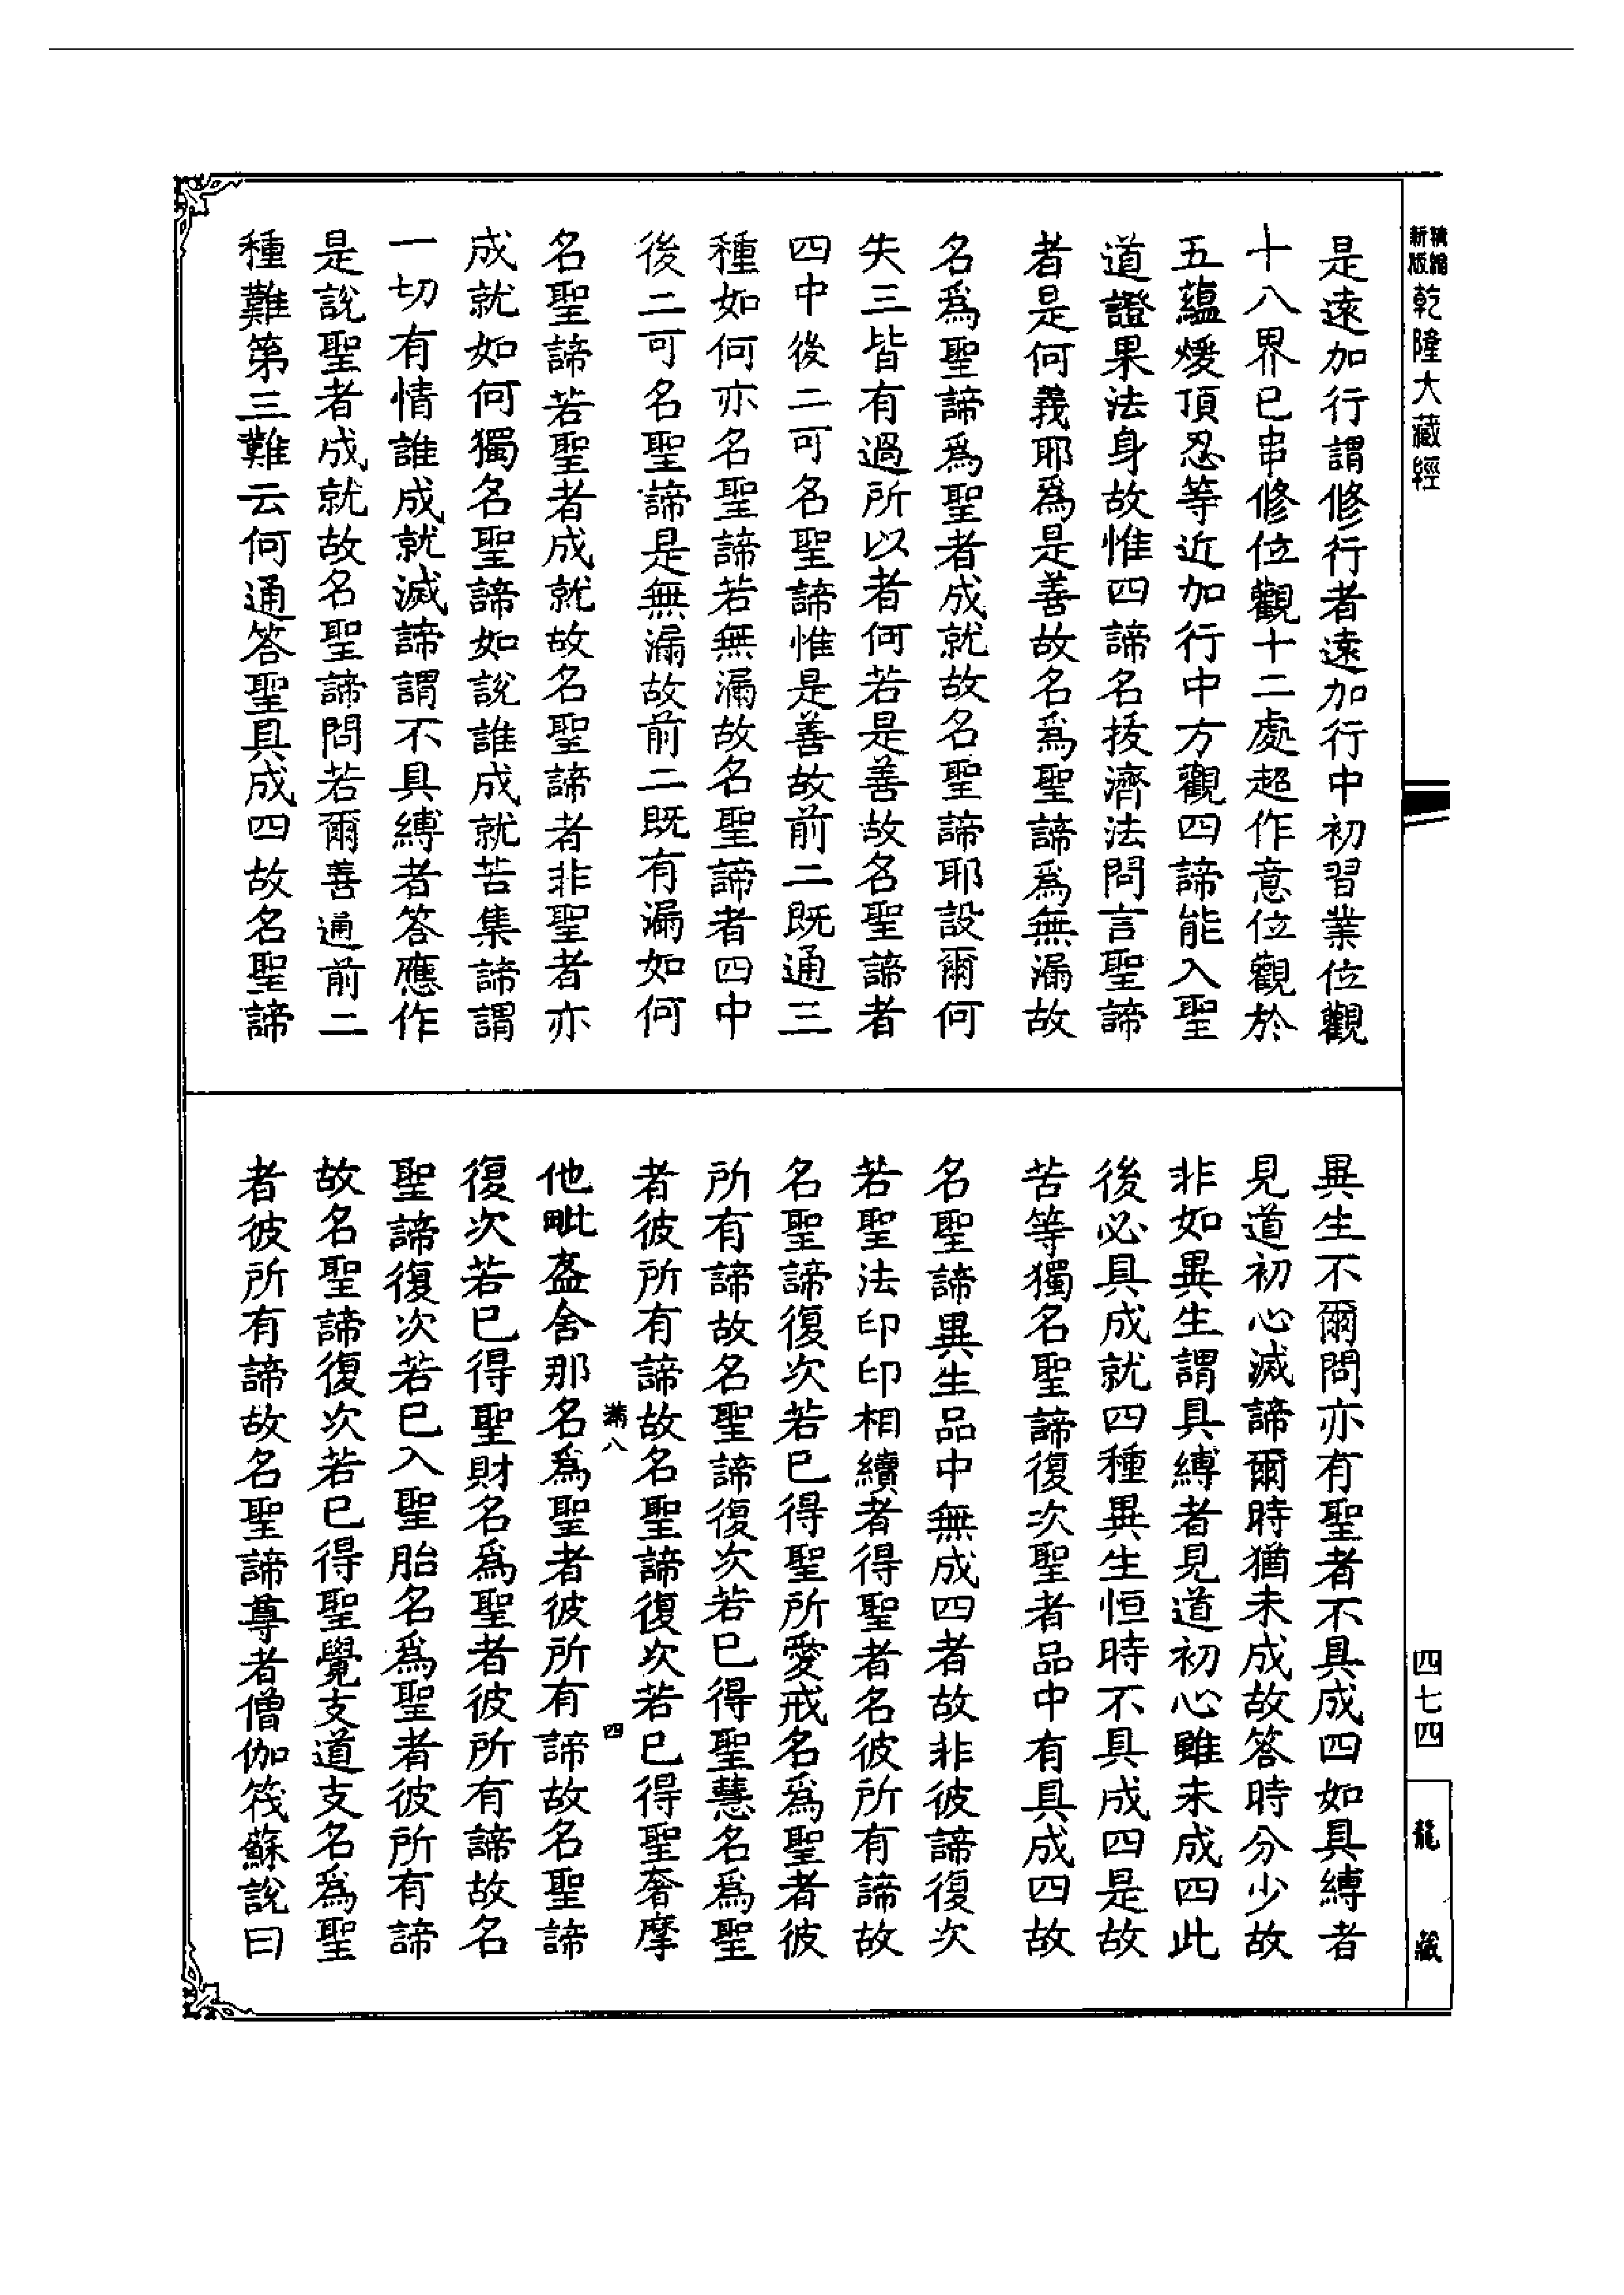 精縮新版乾隆大藏經
是遠加行謂修行者遠加行中初習業位觀
十八界已串修位觀十二處超作意位觀於
五蘊煖頂忍等近加行中方觀四諦能入聖
道證果法身故惟四諦名拔濟法問言聖諦
者是何義耶爲是善故名爲聖諦爲無漏故
名爲聖諦爲聖者成就故名聖諦耶設爾何
失三皆有過所以者何若是善故名聖諦者
四中後二可名聖諦惟是善故前二既通三
種如何亦名聖諦若無漏故名聖諦者四中
後二可名聖諦是無漏故前二既有漏如何
名聖諦若聖者成就故名聖諦者非聖者亦
成就如何獨名聖諦如說誰成就苦集諦謂
一切有情誰成就滅諦謂不具縛者答應作
是說聖者成就故名聖諦問若爾善通前二
種難第三難云何通答聖具成四故名聖諦
異生不爾問亦有聖者不具成四如具縛者
見道初心滅諦爾時猶未成故答時分少故
非如異生謂具縛者見道初心雖未成四此
後必具成就四種異生恒時不具成四是故
苦等獨名聖諦復次聖者品中有具成四故
名聖諦異生品中無成四者故非彼諦復次
若聖法印印相續者得聖者名彼所有諦故
名聖諦復次若已得聖所愛戒名爲聖者彼
所有諦故名聖諦復次若已得聖慧名爲聖
者彼所有諦故名聖諦復次若已得聖奢摩
滿八 四
他毗盋舍那名爲聖者彼所有諦故名聖諦
復次若已得聖財名爲聖者彼所有諦故名
聖諦復次若已入聖胎名爲聖者彼所有諦
故名聖諦復次若已得聖覺支道支名爲聖
者彼所有諦故名聖諦尊者僧伽筏蘇說曰
四七四
龍藏